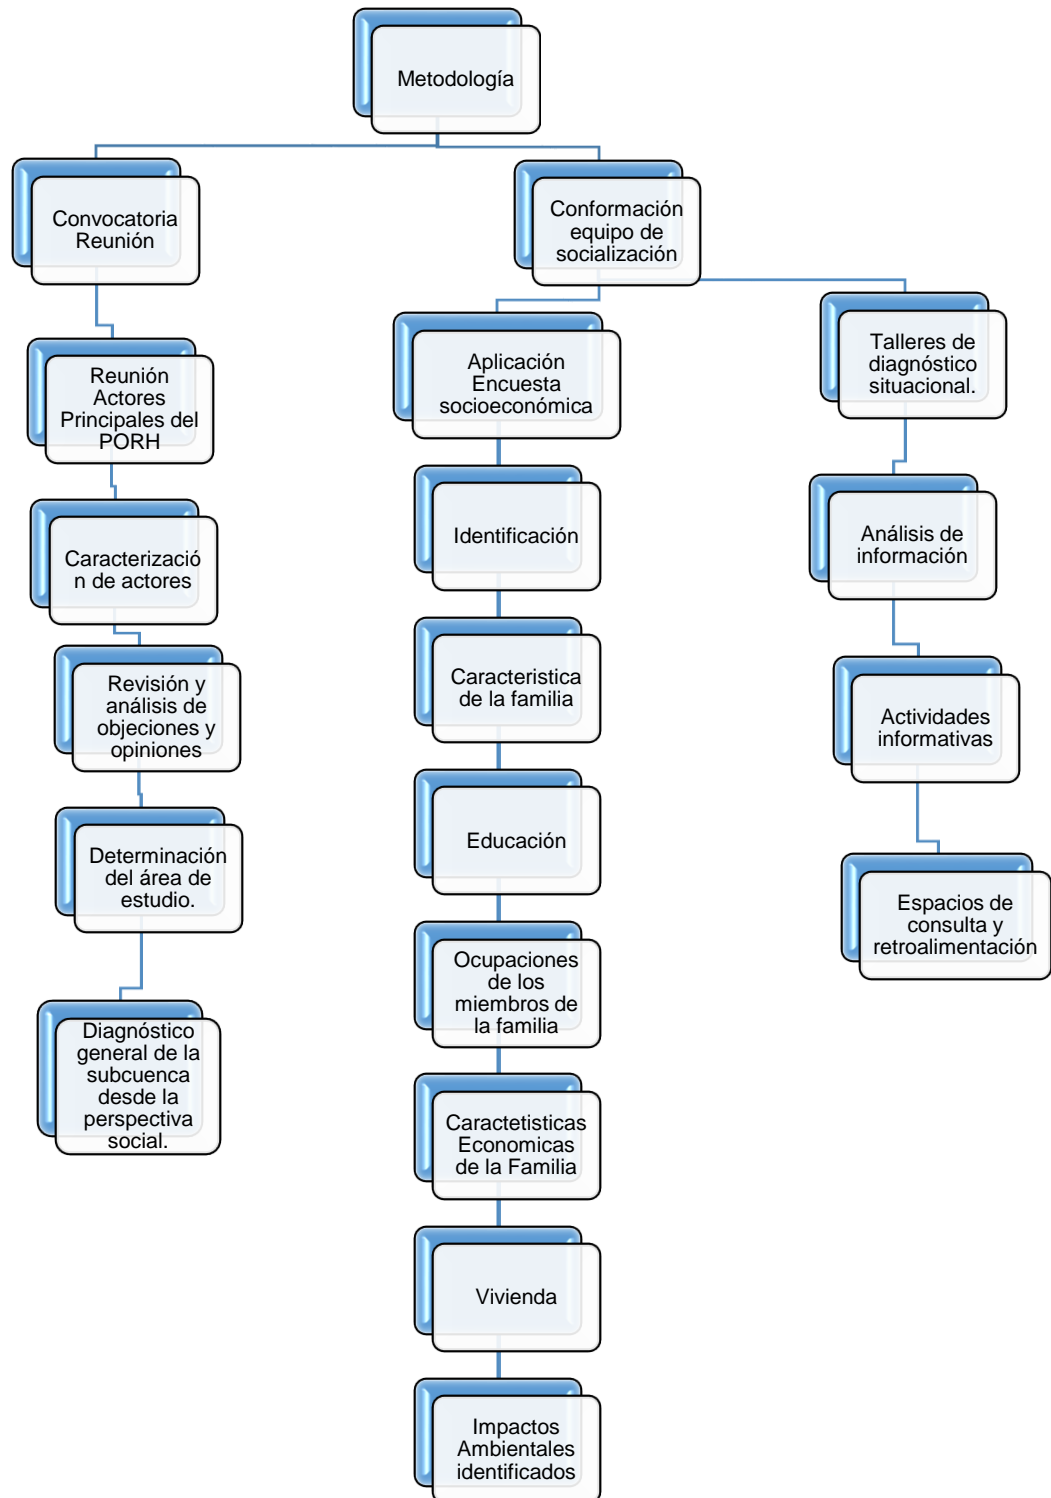 Metodología
Convocatoria
Reunión
Reunión
Actores
Principales del
PORH
Caracterizació
n de actores
Revisión y
análisis de
objeciones y
opiniones
Determinación
del área de
estudio.
Diagnóstico
general de la
subcuenca
desde la
perspectiva
social.
Conformación
equipo de
socialización
Aplicación
Encuesta
socioeconómica
Identificación
Caracteristica
de la familia
Educación
Ocupaciones
de los
miembros de
la familia
Caractetisticas
Economicas
de la Familia
Vivienda
Impactos
Ambientales
identificados
Talleres de
diagnóstico
situacional.
Análisis de
información
Actividades
informativas
Espacios de
consulta y
retroalimentación